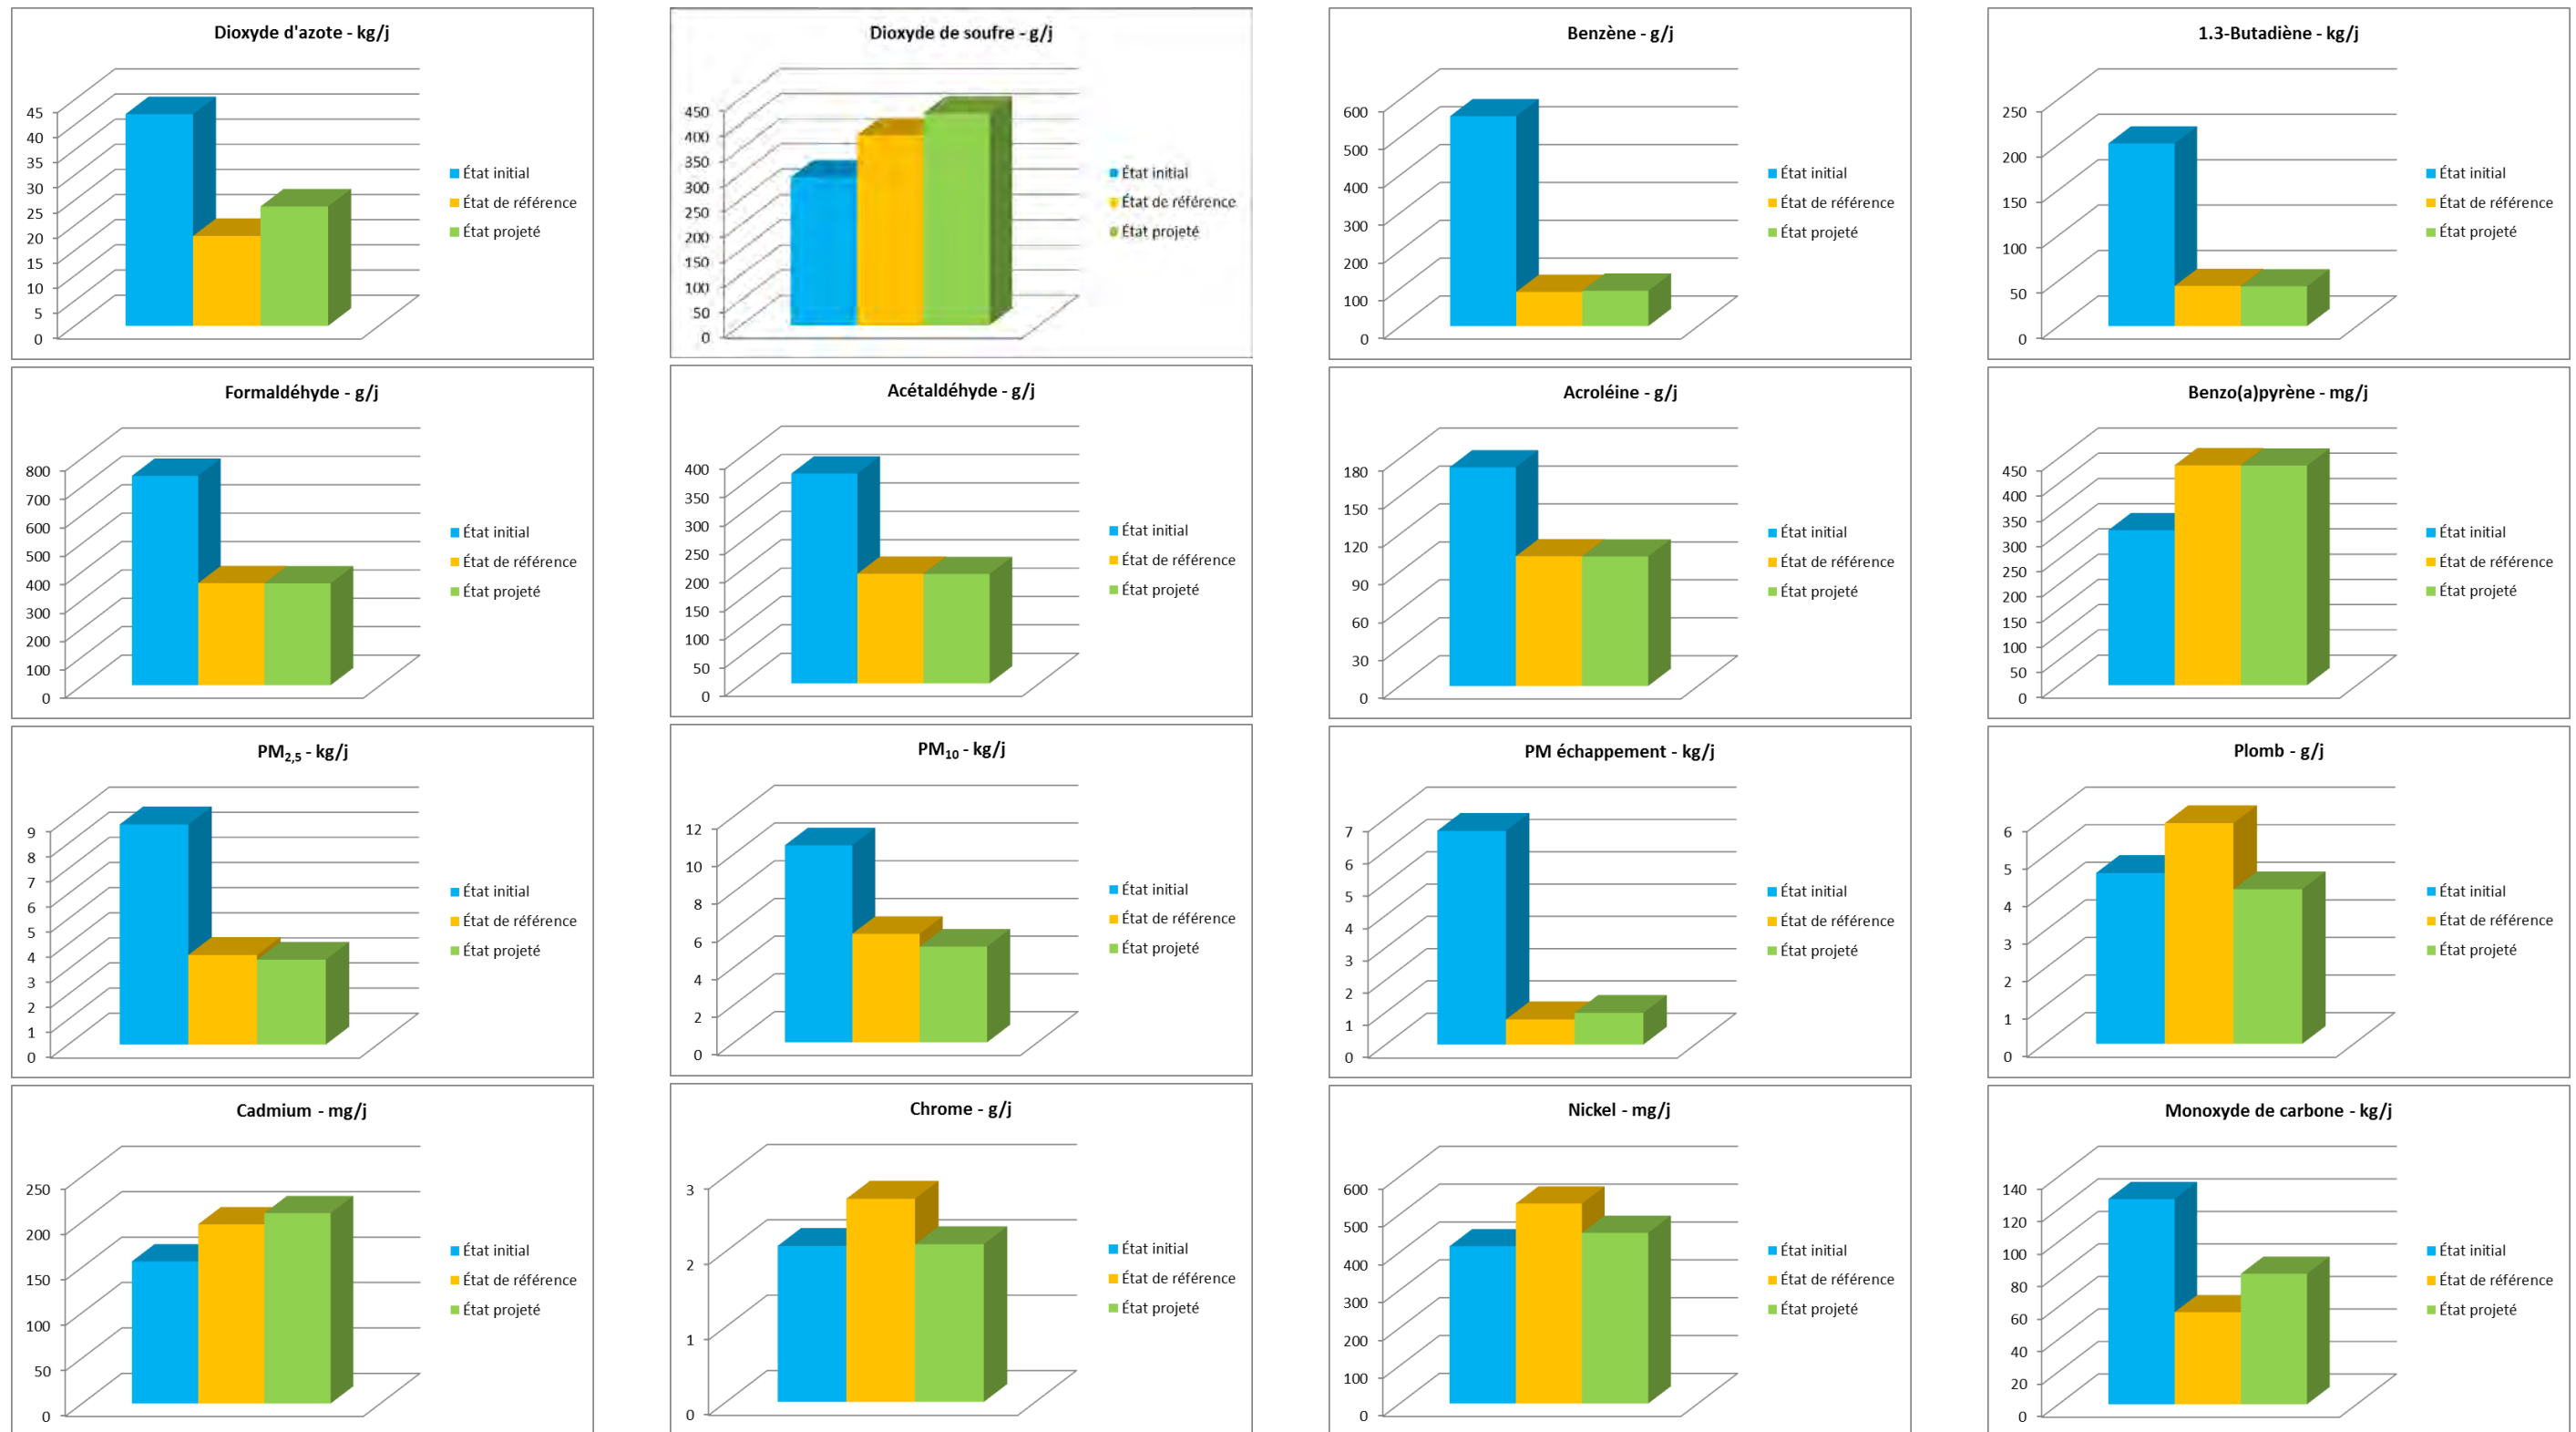 Dioxyde d'azote - kg/j
45
40
35
30
25
20
15
10
5
0
État initial
État de référence
État projeté
Dioxyde de soufre - g/j
450
400
350
300
250
200
150
100
50
0
État initial
État de référence
État projeté
Benzène - g/j
600
500
400
300
200
100
0
État initial
État de référence
État projeté
1.3-Butadiène - kg/j
250
200
150
100
50
0
État initial
État de référence
État projeté
Formaldéhyde - g/j
800
700
600
500
400
300
200
100
0
État initial
État de référence
État projeté
Acétaldéhyde - g/j
400
350
300
250
200
150
100
50
0
État initial
État de référence
État projeté
Acroléine - g/j
180
150
120
90
60
30
0
État initial
État de référence
État projeté
Benzo(a)pyrène - mg/j
450
400
350
300
250
200
150
100
50
0
État initial
État de référence
État projeté
PM2,5 - kg/j
9
8
7
6
5
4
3
2
1
0
État initial
État de référence
État projeté
PM10 - kg/j
12
10
8
6
4
2
0
État initial
État de référence
État projeté
PM échappement - kg/j
7
6
5
4
3
2
1
0
État initial
État de référence
État projeté
Plomb - g/j
6
5
4
3
2
1
0
État initial
État de référence
État projeté
Cadmium - mg/j
250
200
150
100
50
0
État initial
État de référence
État projeté
Chrome - g/j
3
2
1
0
État initial
État de référence
État projeté
Nickel - mg/j
600
500
400
300
200
100
0
État initial
État de référence
État projeté
Monoxyde de carbone - kg/j
140
120
100
80
60
40
20
0
État initial
État de référence
État projeté